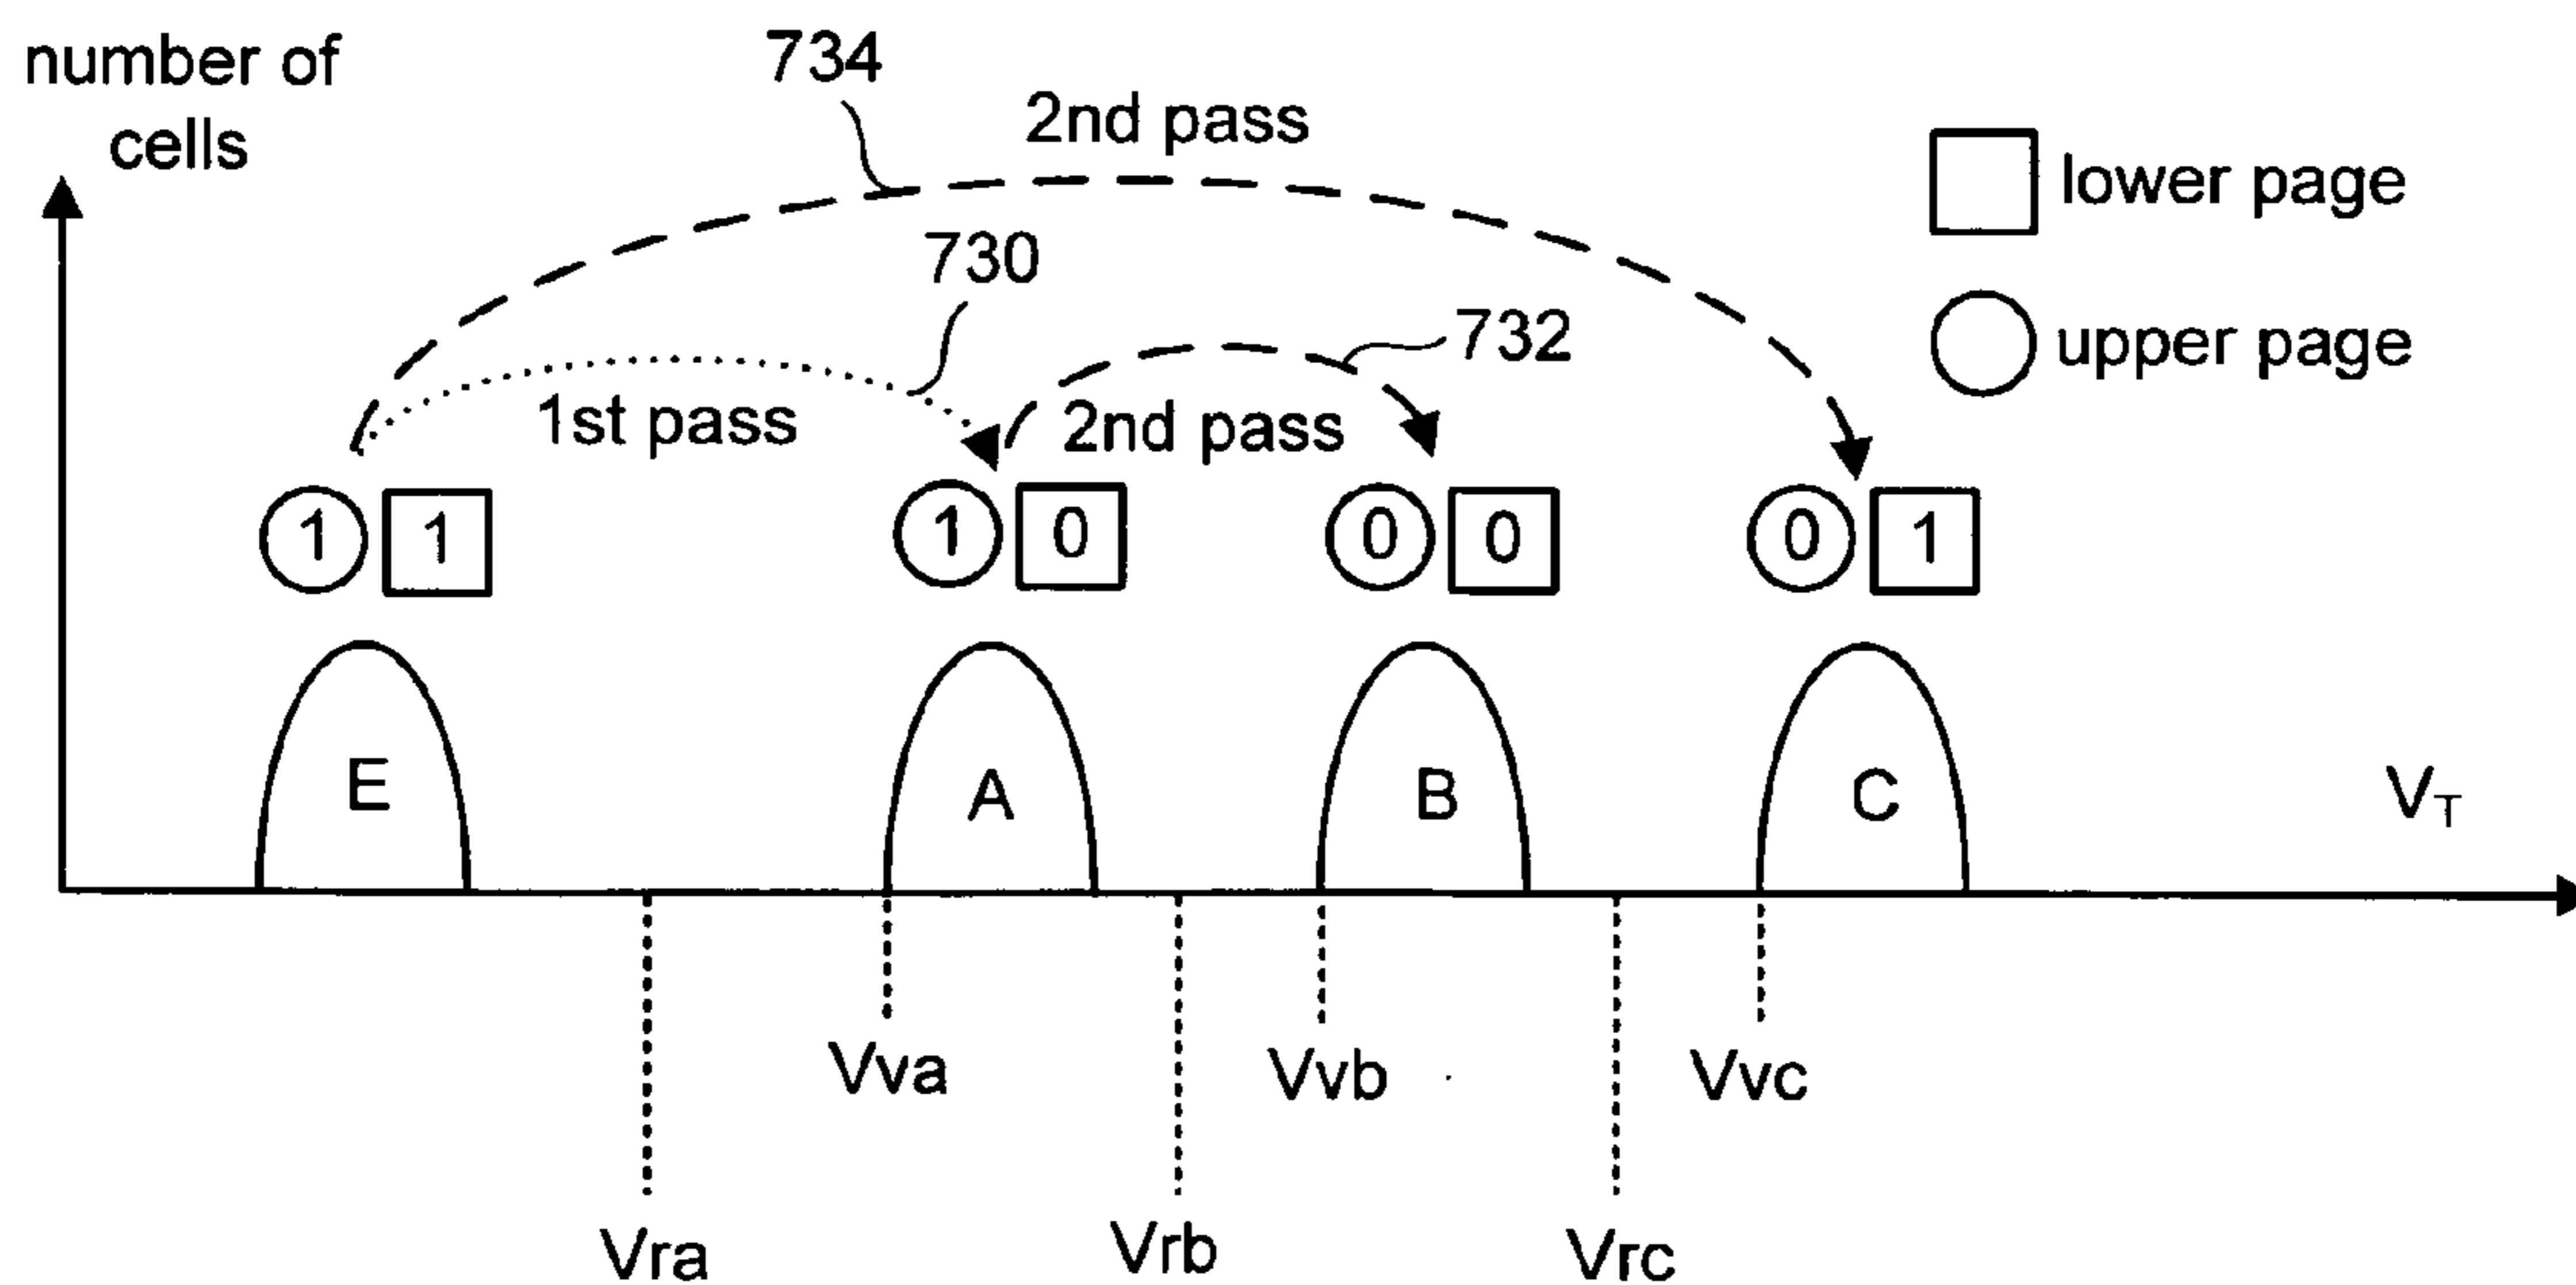 number of
cells
734
2nd pass
lower page
730
upper page
732
1st pass
2nd pass
1 1
1 0
0 0
0 1
E
A
B
C
VT
Vva
Vvb
Vvc
Vra
Vrb
Vrc